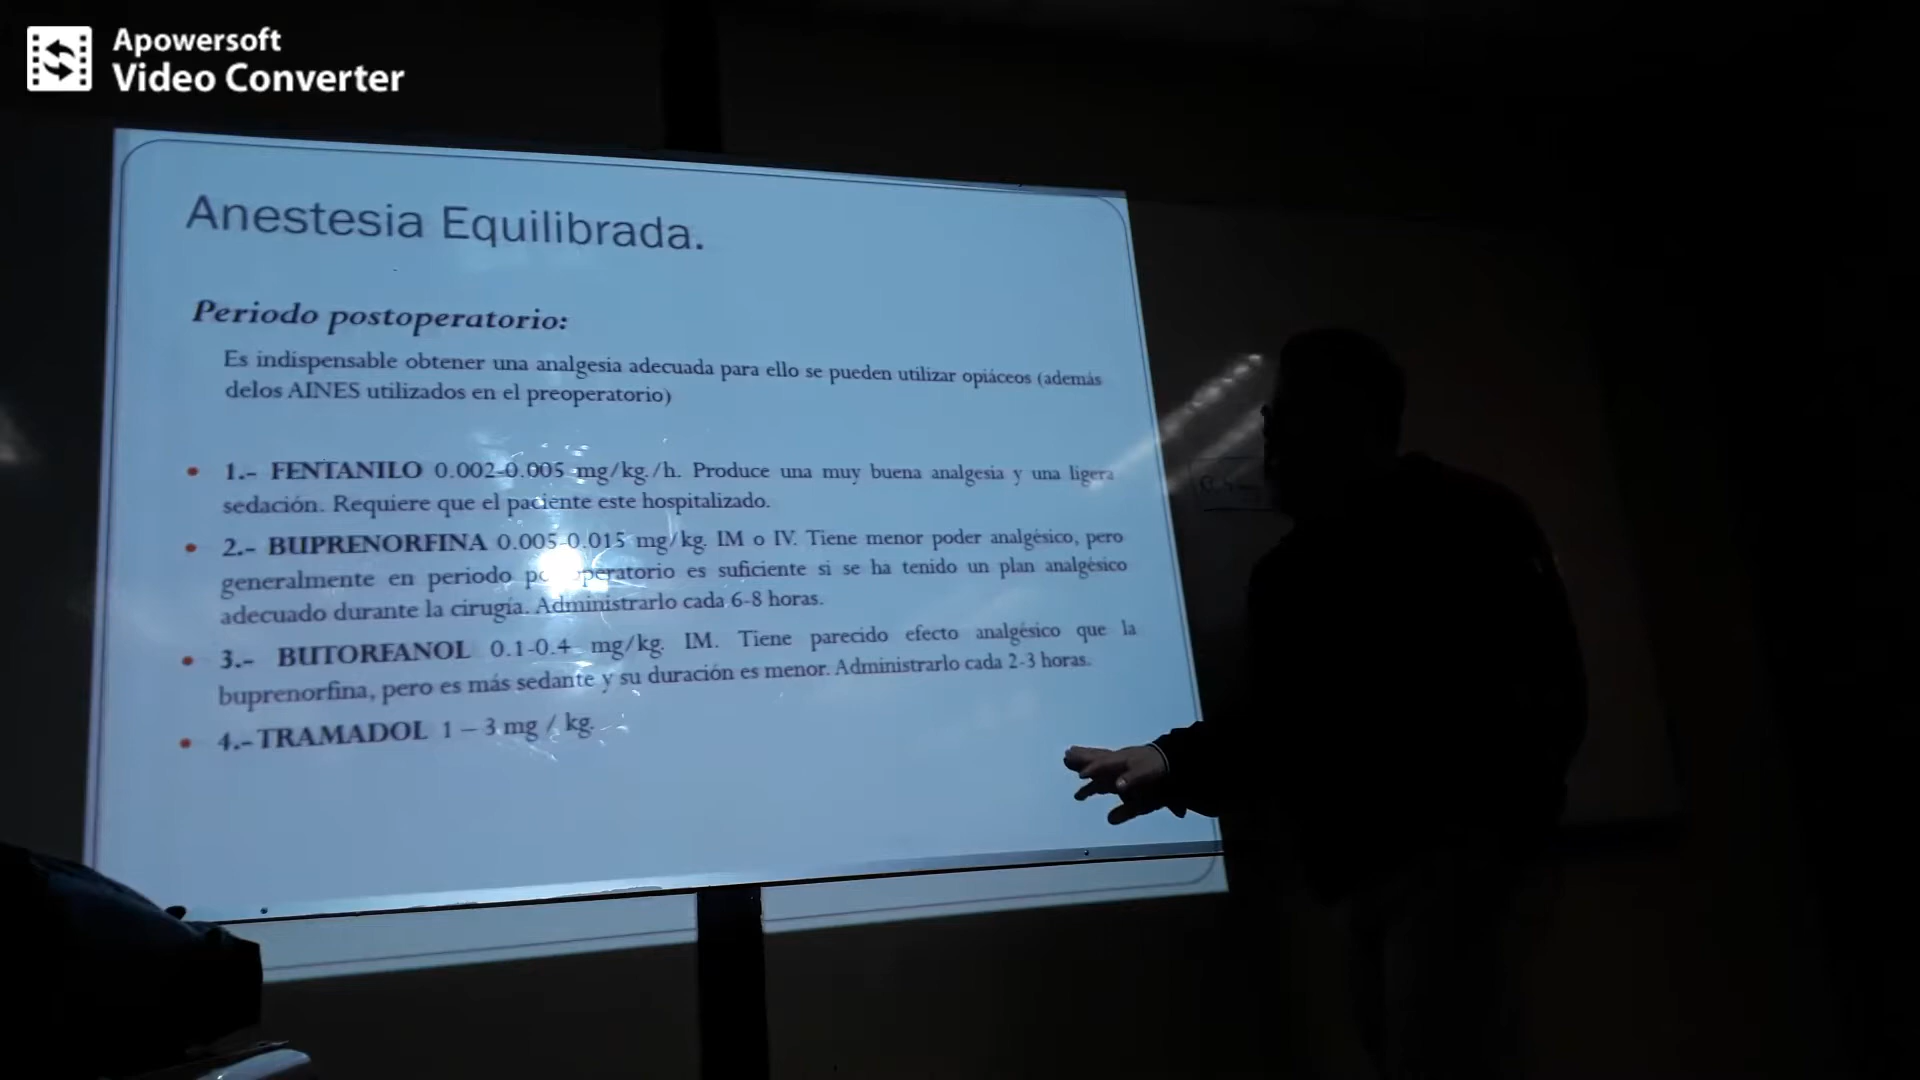 Apowersoft
Video Converter
Anestesia Equilibrada.
Periodo postoperatorio:
Es indispensable obtener una analgesia adecuada para ello se pueden utilizar opiáceos (además
delos AINES utilizados en el preoperatorio)
1.- FENTANILO 0.002-0.005 mg/kg./h. Produce una muy buena analgesia y una ligera
sedación. Requiere que el paciente este hospitalizado.
2.- BUPRENORFINA 0.005-0.015 mg/kg. IM o IV. Tiene menor poder analgésico, pero
generalmente en periodo es suficiente si se ha tenido un plan analgésico
adecuado durante la cirugía. Administrarlo cada 6-8 horas.
3.- BUTORFANOL 0.1-0.4 mg/kg. IM. Tiene parecido efecto analgésico que la
buprenorfina, pero es más sedante y su duración es menor. Administrarlo cada 2-3 horas.
4.- TRAMADOL 1 – 3 mg / kg.